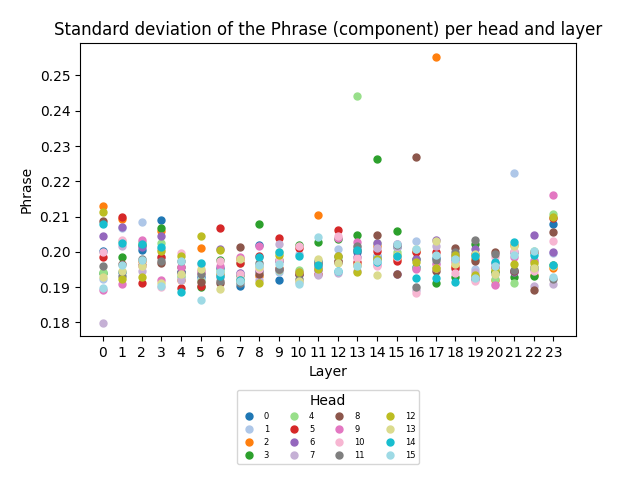 Standard deviation of the Phrase (component) per head and layer
0.25
0.24
0.23
0.22
0.21
0.20
0.19
0.18
Phrase
0 1 2 3 4 5 6 7 8 9 10 11 12 13 14 15 16 17 18 19 20 21 22 23
Layer
Head
0 4 8 12
1 5 9 13
2 6 10 14
3 7 11 15